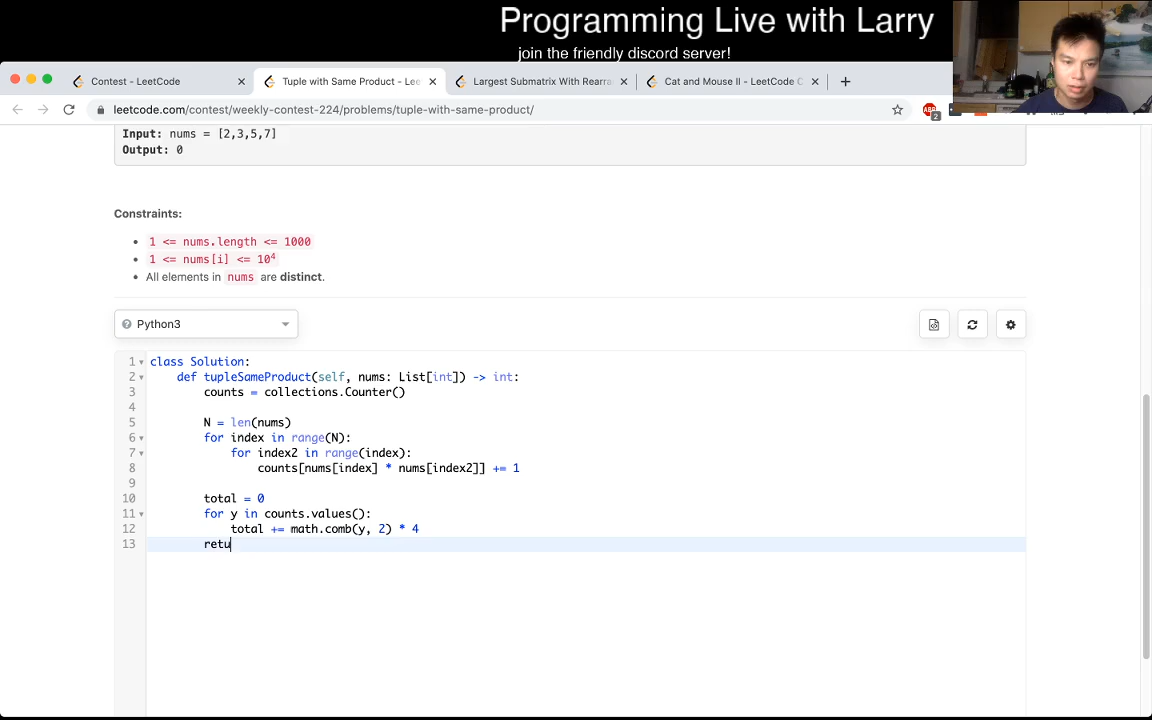 Programming Live with Larry
join the friendly discord server!
Contest - LeetCode
Tuple with Same Product - Lee
Largest Submatrix With Rearra
Cat and Mouse II - LeetCode C
leetcode.com/contest/weekly-contest-224/problems/tuple-with-same-product/
ABP
2
Input: nums = [2,3,5,7]
Output: 0
Constraints:
1 <= nums.length <= 1000
1 <= nums[i] <= 10⁴
All elements in nums are distinct.
Python3
1 class Solution:
2 def tupleSameProduct(self, nums: List[int]) -> int:
3 counts = collections.Counter()
4
5 N = len(nums)
6 for index in range(N):
7 for index2 in range(index):
8 counts[nums[index] * nums[index2]] += 1
9
10 total = 0
11 for y in counts.values():
12 total += math.comb(y, 2) * 4
13 retu